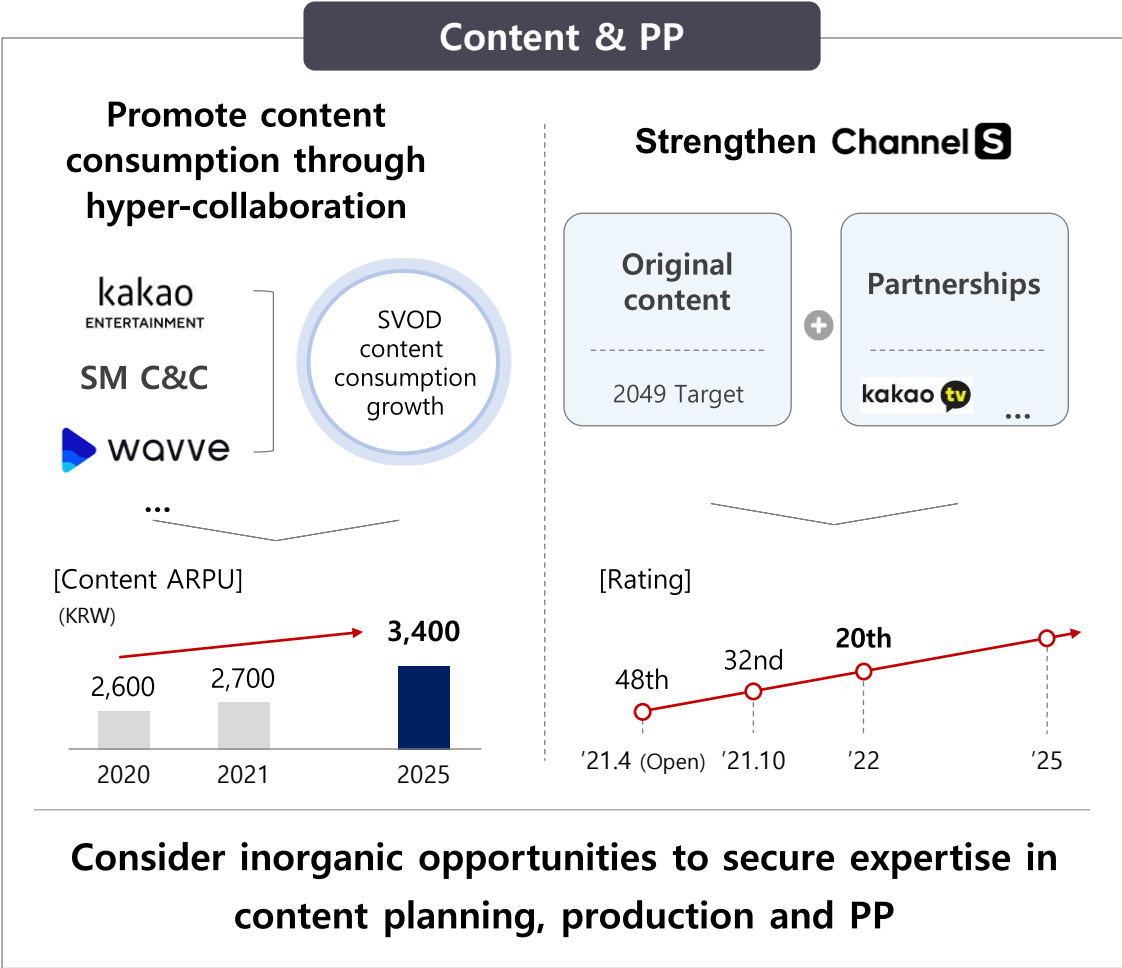 Content & PP
Promote content
consumption through
hyper-collaboration
kakao
ENTERTAINMENT
SM C&C
wavve
...
SVOD
content
consumption
growth
[Content ARPU]
(KRW)
2,600
2,700
3,400
2020
2021
2025
Strengthen Channel S
Original
content
2049 Target
+
Partnerships
kakao tv
...
[Rating]
48th
32nd
20th
’21.4 (Open)
’21.10
’22
’25
Consider inorganic opportunities to secure expertise in
content planning, production and PP